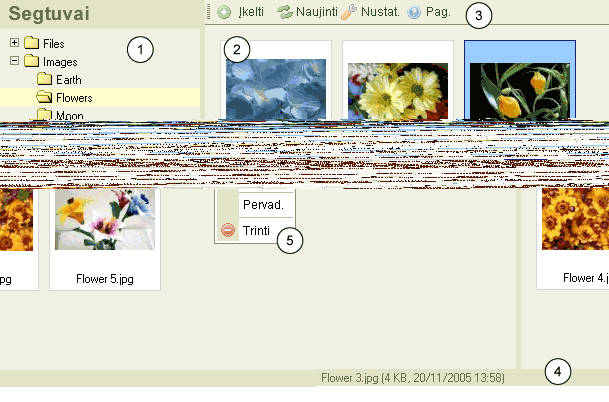 Segtuvai
Įkelti Naujinti Nustat. Pag. 3
Files 1
2
Images
Earth
Flowers
Moon
Pervad.
Trinti
5
pg Flower 5.jpg Flower 4.j
4
Flower 3.jpg (4 KB, 20/11/2005 13:58)